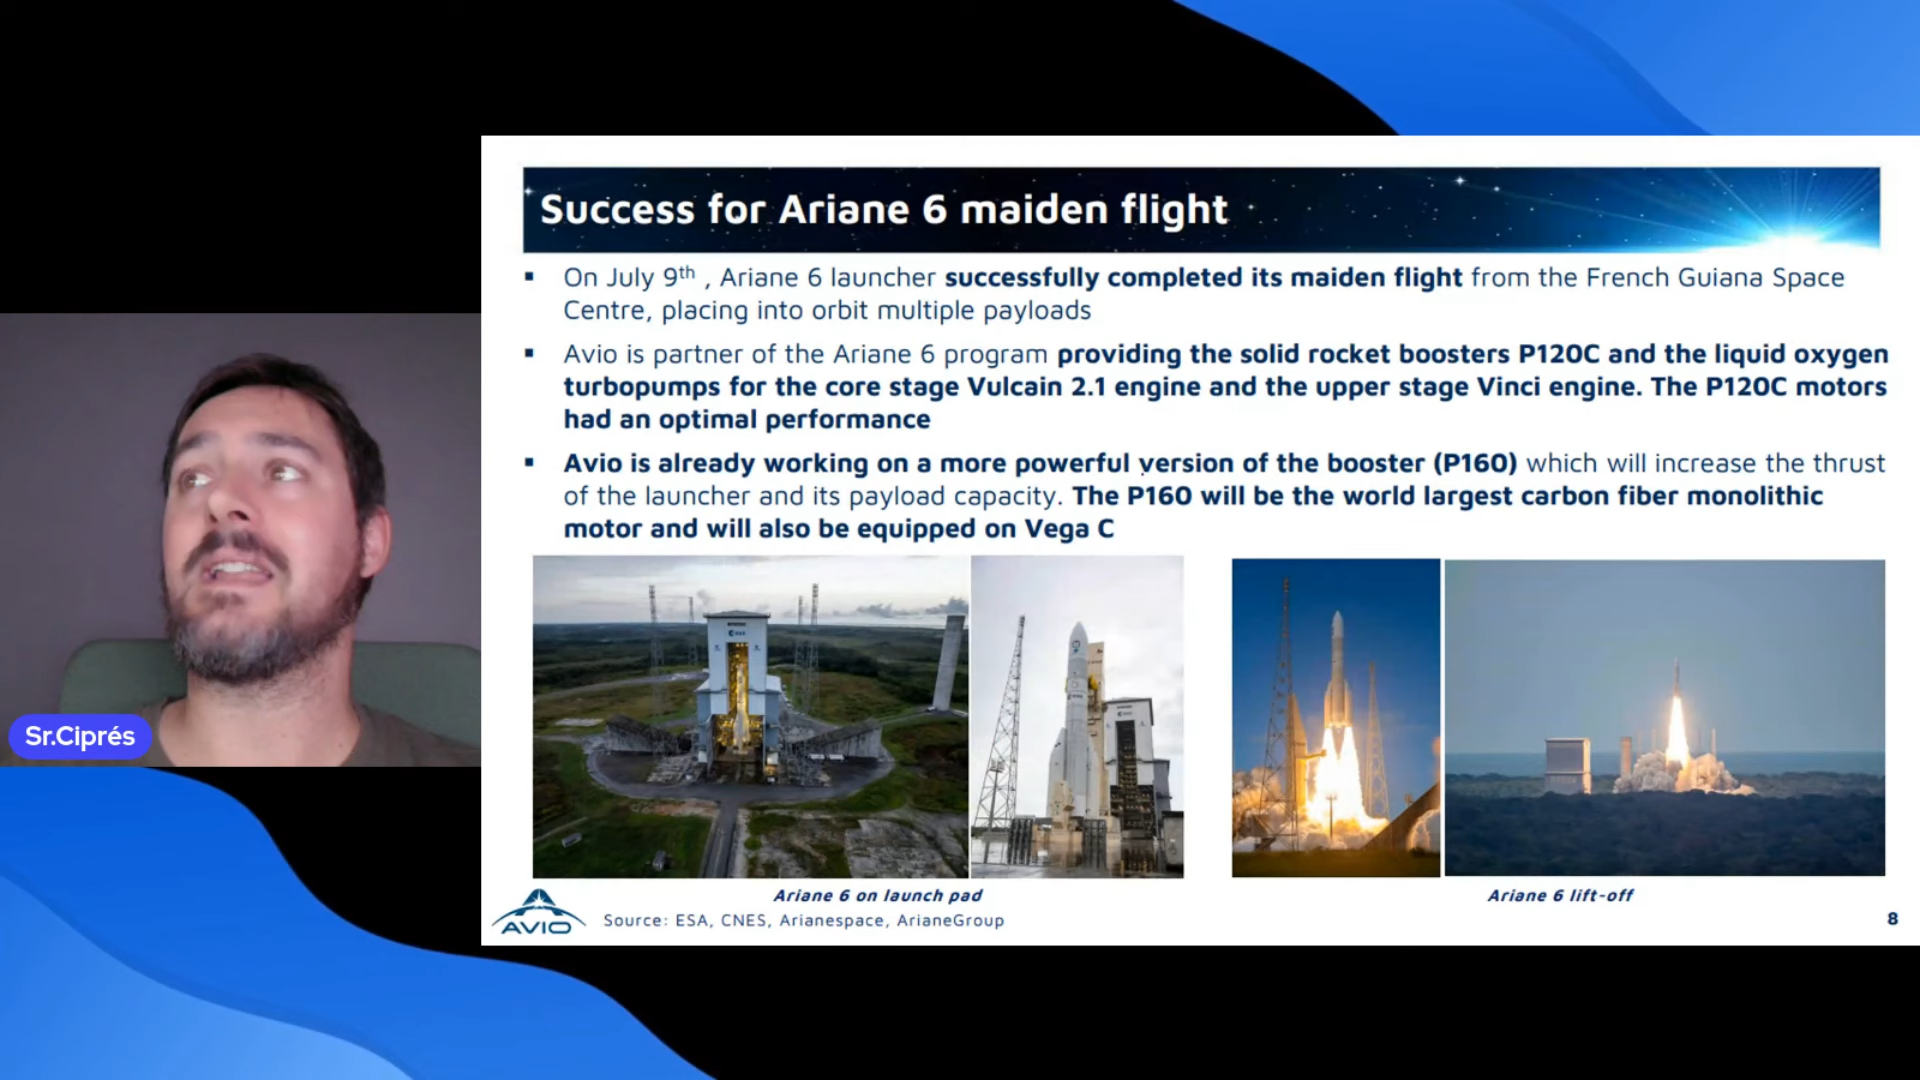 Success for Ariane 6 maiden flight
▪ On July 9th , Ariane 6 launcher successfully completed its maiden flight from the French Guiana Space
Centre, placing into orbit multiple payloads
▪ Avio is partner of the Ariane 6 program providing the solid rocket boosters P120C and the liquid oxygen
turbopumps for the core stage Vulcain 2.1 engine and the upper stage Vinci engine. The P120C motors
had an optimal performance
▪ Avio is already working on a more powerful version of the booster (P160) which will increase the thrust
of the launcher and its payload capacity. The P160 will be the world largest carbon fiber monolithic
motor and will also be equipped on Vega C
Sr.Ciprés
Ariane 6 on launch pad
Ariane 6 lift-off
AVIO
Source: ESA, CNES, Arianespace, ArianeGroup
8